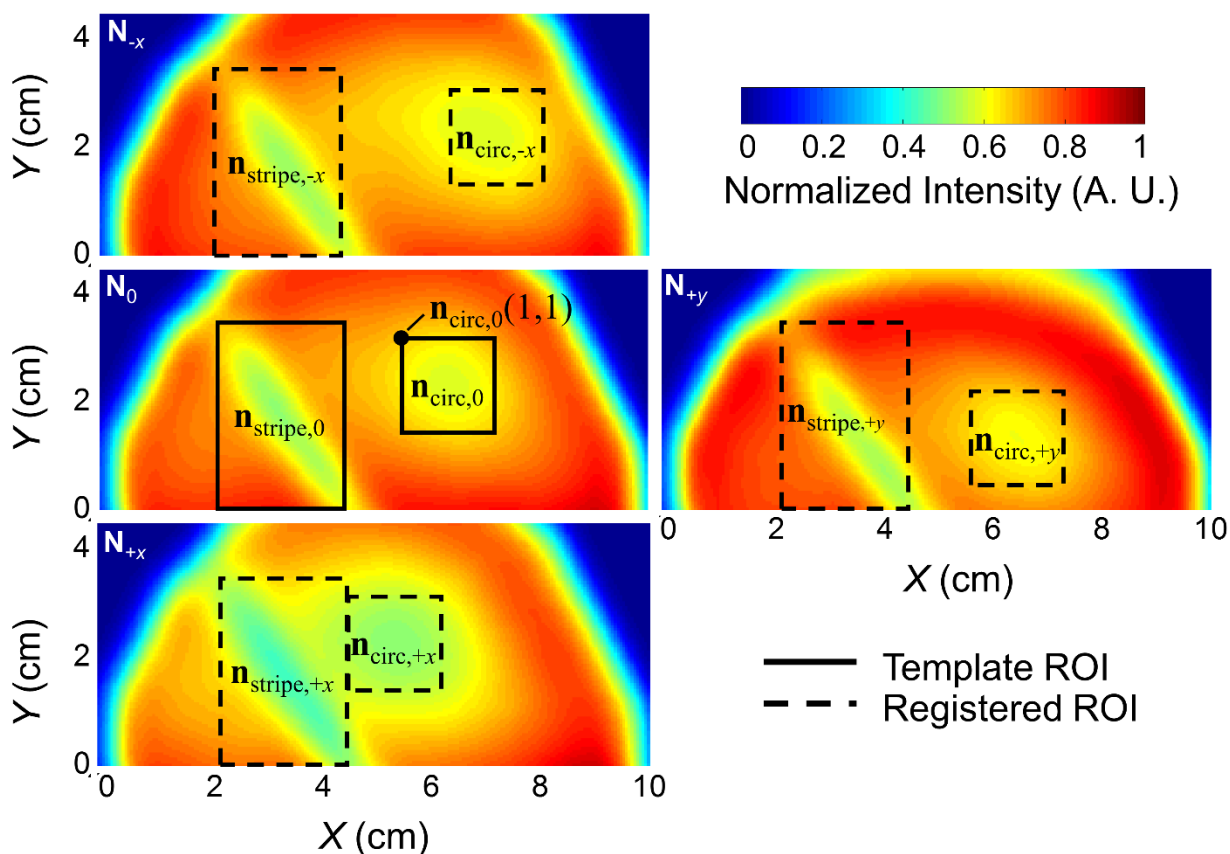 N-x
4
2
0
Y (cm)
nstripe,-x
ncirc,-x
0 0.2 0.4 0.6 0.8 1
Normalized Intensity (A. U.)
N0
4
2
0
Y (cm)
ncirc,0(1,1)
nstripe,0
ncirc,0
N+y
nstripe,+y
ncirc,+y
0 2 4 6 8 10
X (cm)
N+x
4
2
0
Y (cm)
nstripe,+x
ncirc,+x
0 2 4 6 8 10
X (cm)
Template ROI
Registered ROI